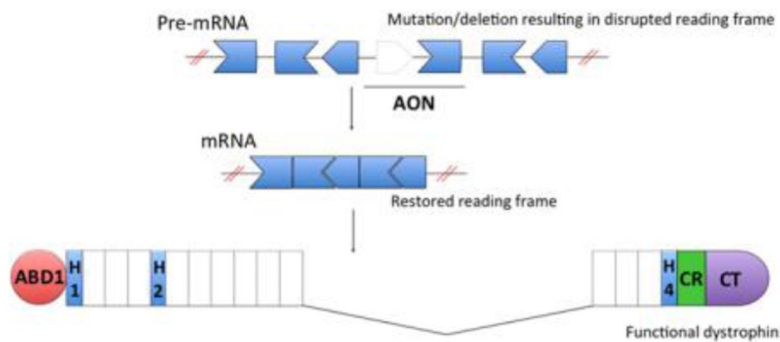 Pre-mRNA
Mutation/deletion resulting in disrupted reading frame
AON
mRNA
Restored reading frame
ABD1
H
1
H
2
H
4
CR
CT
Functional dystrophin